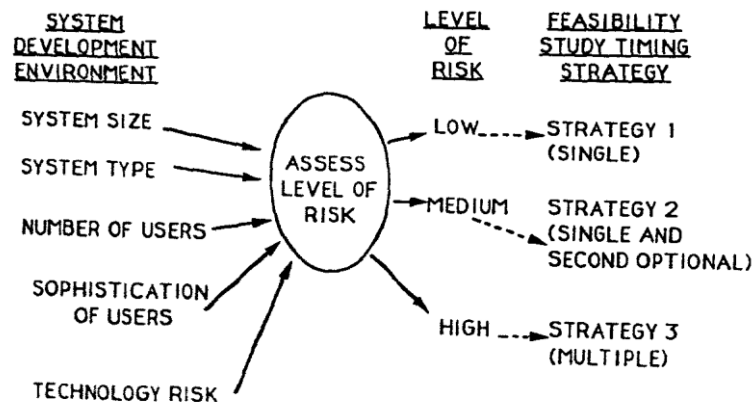 SYSTEM
DEVELOPMENT
ENVIRONMENT
SYSTEM SIZE
SYSTEM TYPE
NUMBER OF USERS
SOPHISTICATION
OF USERS
TECHNOLOGY RISK
ASSESS
LEVEL OF
RISK
LEVEL
OF
RISK
LOW
MEDIUM
HIGH
FEASIBILITY
STUDY TIMING
STRATEGY
STRATEGY 1
(SINGLE)
STRATEGY 2
(SINGLE AND
SECOND OPTIONAL)
STRATEGY 3
(MULTIPLE)